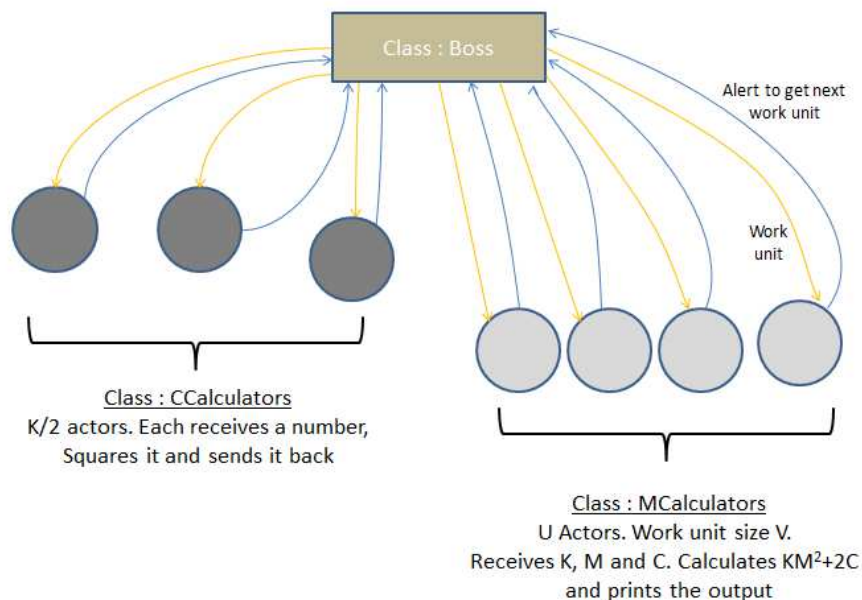 Class : Boss
Alert to get next
work unit
Work
unit
Class : CCalculators
K/2 actors. Each receives a number,
Squares it and sends it back
Class : MCalculators
U Actors. Work unit size V.
Receives K, M and C. Calculates KM²+2C
and prints the output